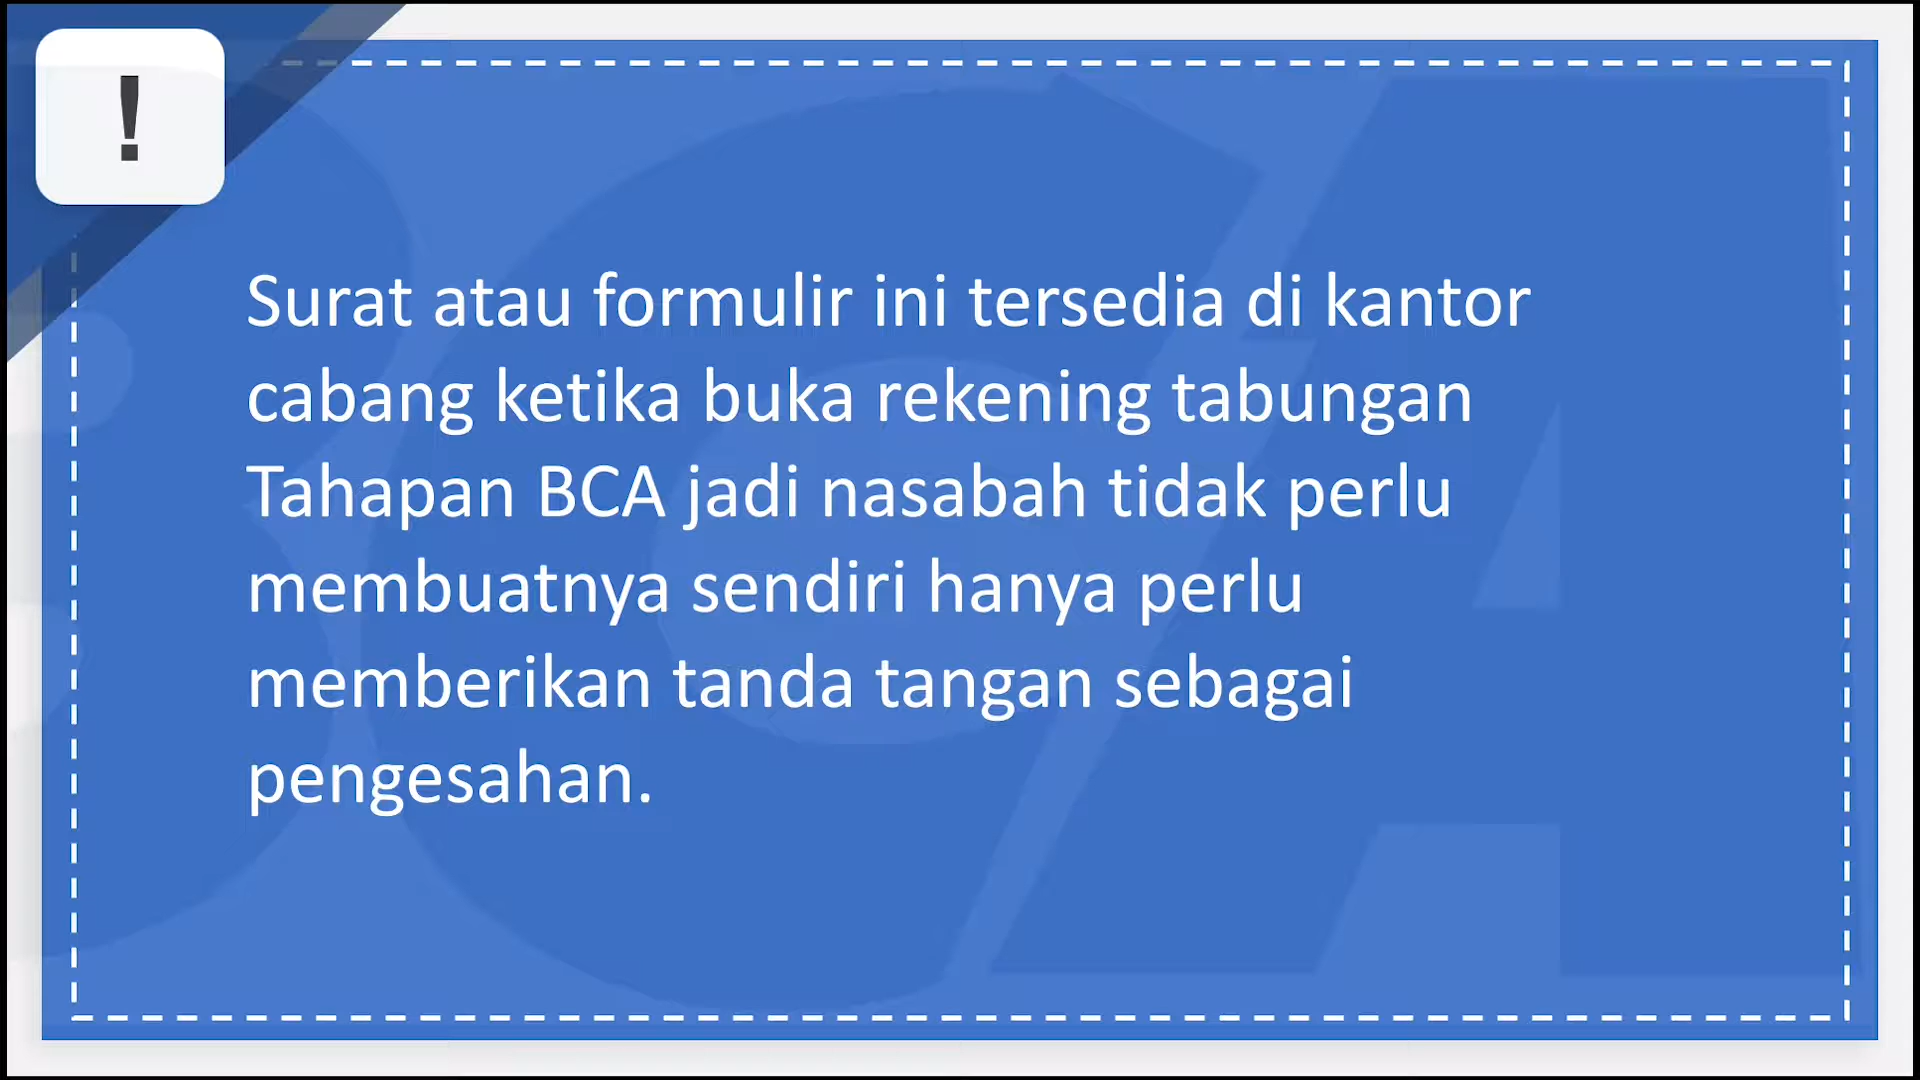 !
Surat atau formulir ini tersedia di kantor
cabang ketika buka rekening tabungan
Tahapan BCA jadi nasabah tidak perlu
membuatnya sendiri hanya perlu
memberikan tanda tangan sebagai
pengesahan.